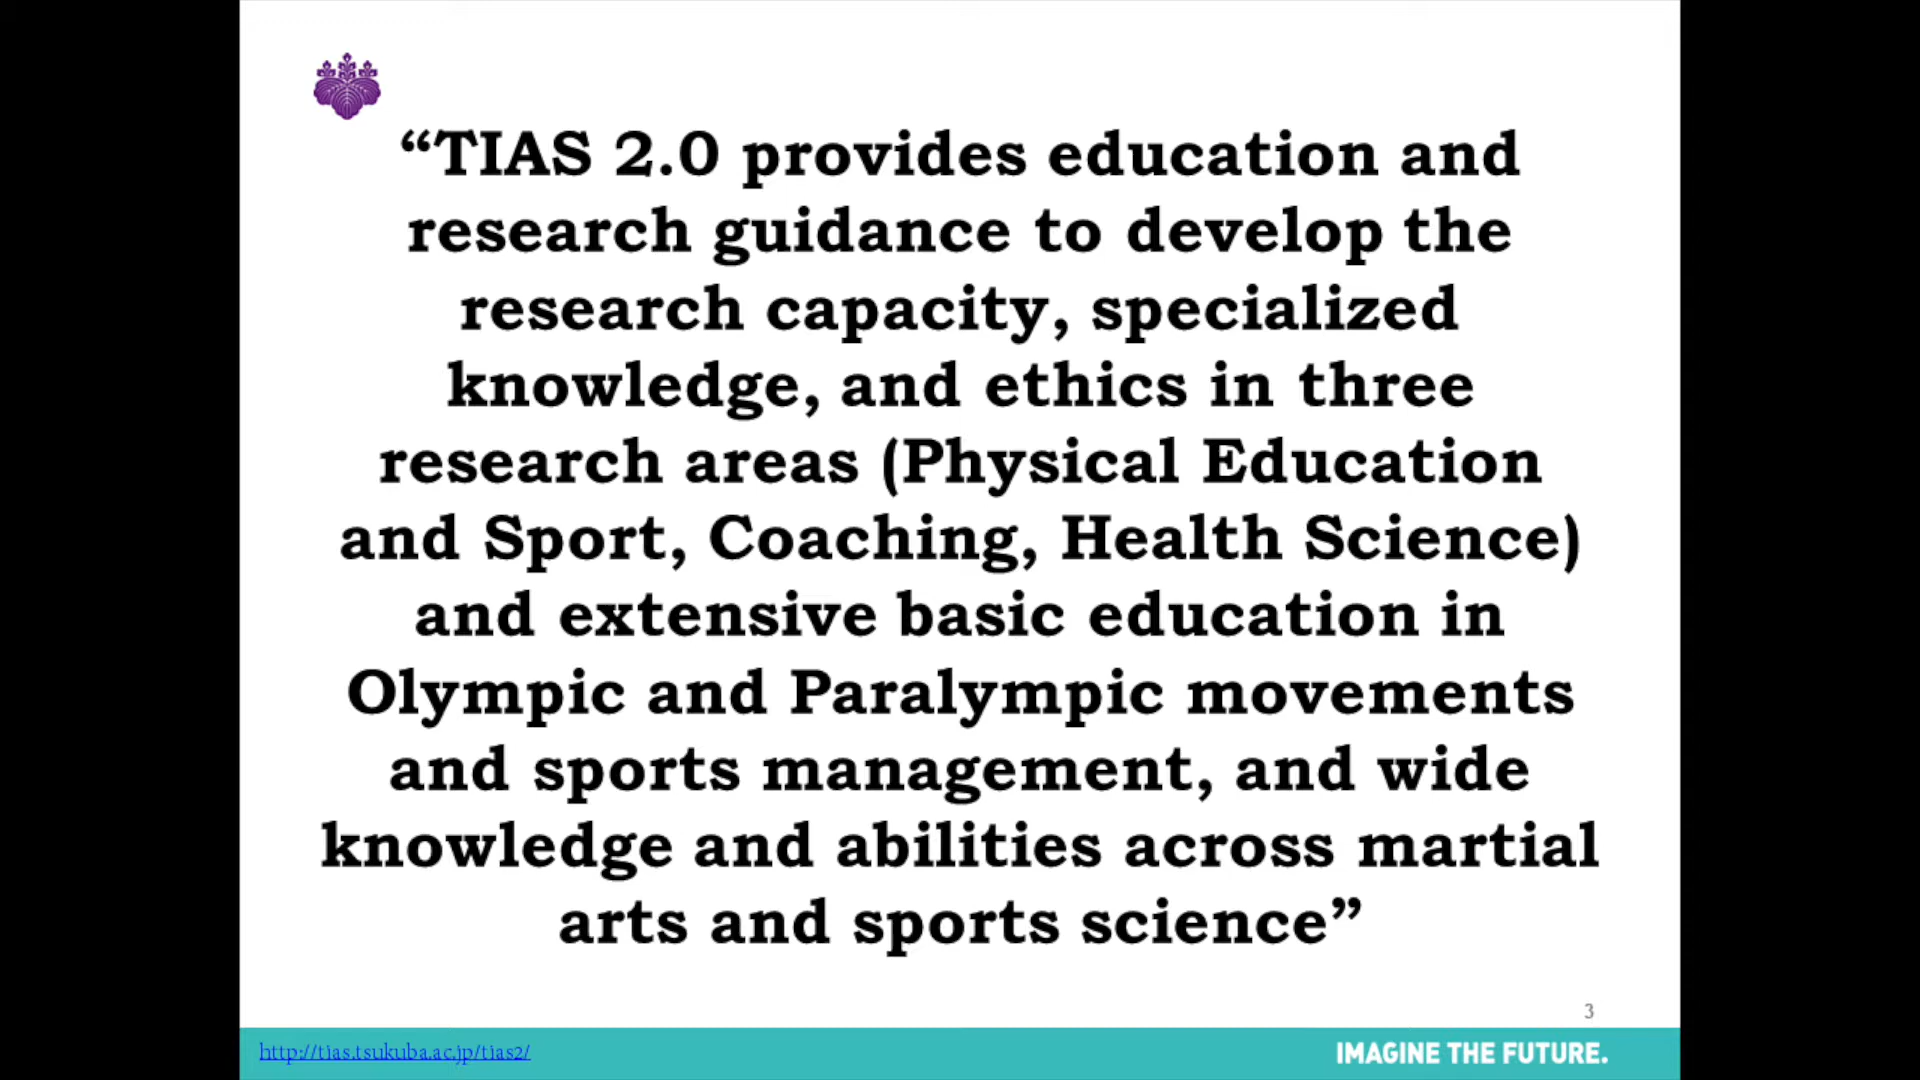 “TIAS 2.0 provides education and
research guidance to develop the
research capacity, specialized
knowledge, and ethics in three
research areas (Physical Education
and Sport, Coaching, Health Science)
and extensive basic education in
Olympic and Paralympic movements
and sports management, and wide
knowledge and abilities across martial
arts and sports science”
3
http://tias.tsukuba.ac.jp/tias2/
IMAGINE THE FUTURE.